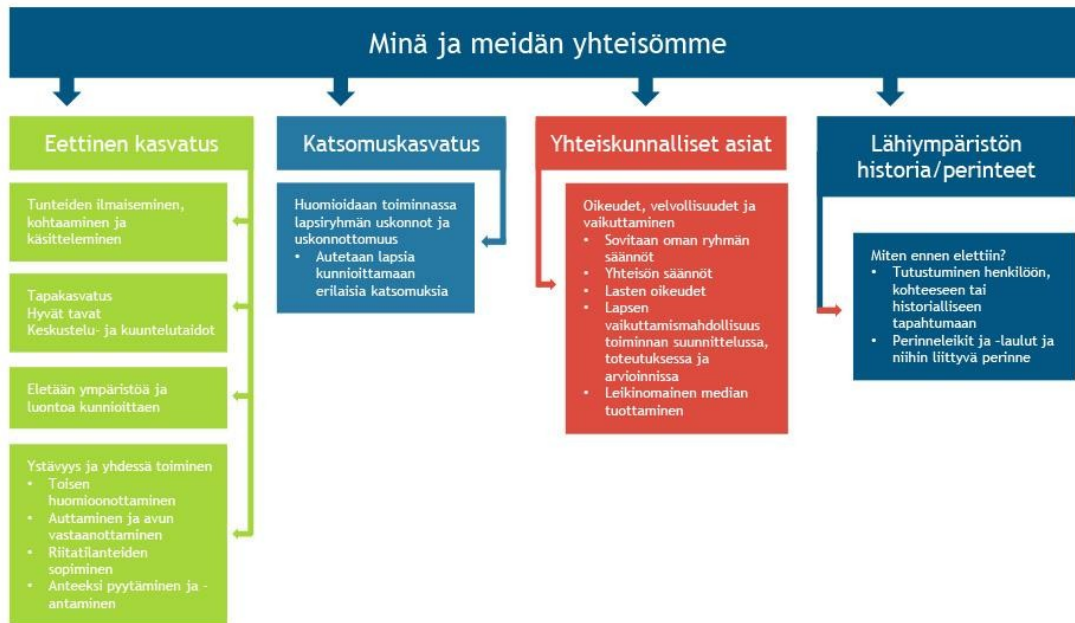 Minä ja meidän yhteisömme
Eettinen kasvatus
Tunteiden ilmaiseminen,
kohtaaminen ja
käsitteleminen
Tapakasvatus
Hyvät tavat
Keskustelu- ja kuuntelutaidot
Eletään ympäristöä ja
luontoa kunnioittaen
Ystävyys ja yhdessä toiminen
• Toisen
huomioonottaminen
• Auttaminen ja avun
vastaanottaminen
• Riitatilanteiden
sopiminen
• Anteeksi pyytäminen ja -
antaminen
Katsomuskasvatus
Huomioidaan toiminnassa
lapsiryhmän uskonnot ja
uskonnottomuus
• Autetaan lapsia
kunnioittamaan
erilaisia katsomuksia
Yhteiskunnalliset asiat
Oikeudet, velvollisuudet ja
vaikuttaminen
• Sovitaan oman ryhmän
säännöt
• Yhteisön säännöt
• Lasten oikeudet
• Lapsen
vaikuttamismahdollisuus
toiminnan suunnittelussa,
toteutuksessa ja
arvioinnissa
• Leikinomainen median
tuottaminen
Lähiympäristön
historia/perinteet
Miten ennen elettiin?
• Tutustuminen henkilöön,
kohteeseen tai
historialliseen
tapahtumaan
• Perinneleikit ja -laulut ja
niihin liittyvä perinne